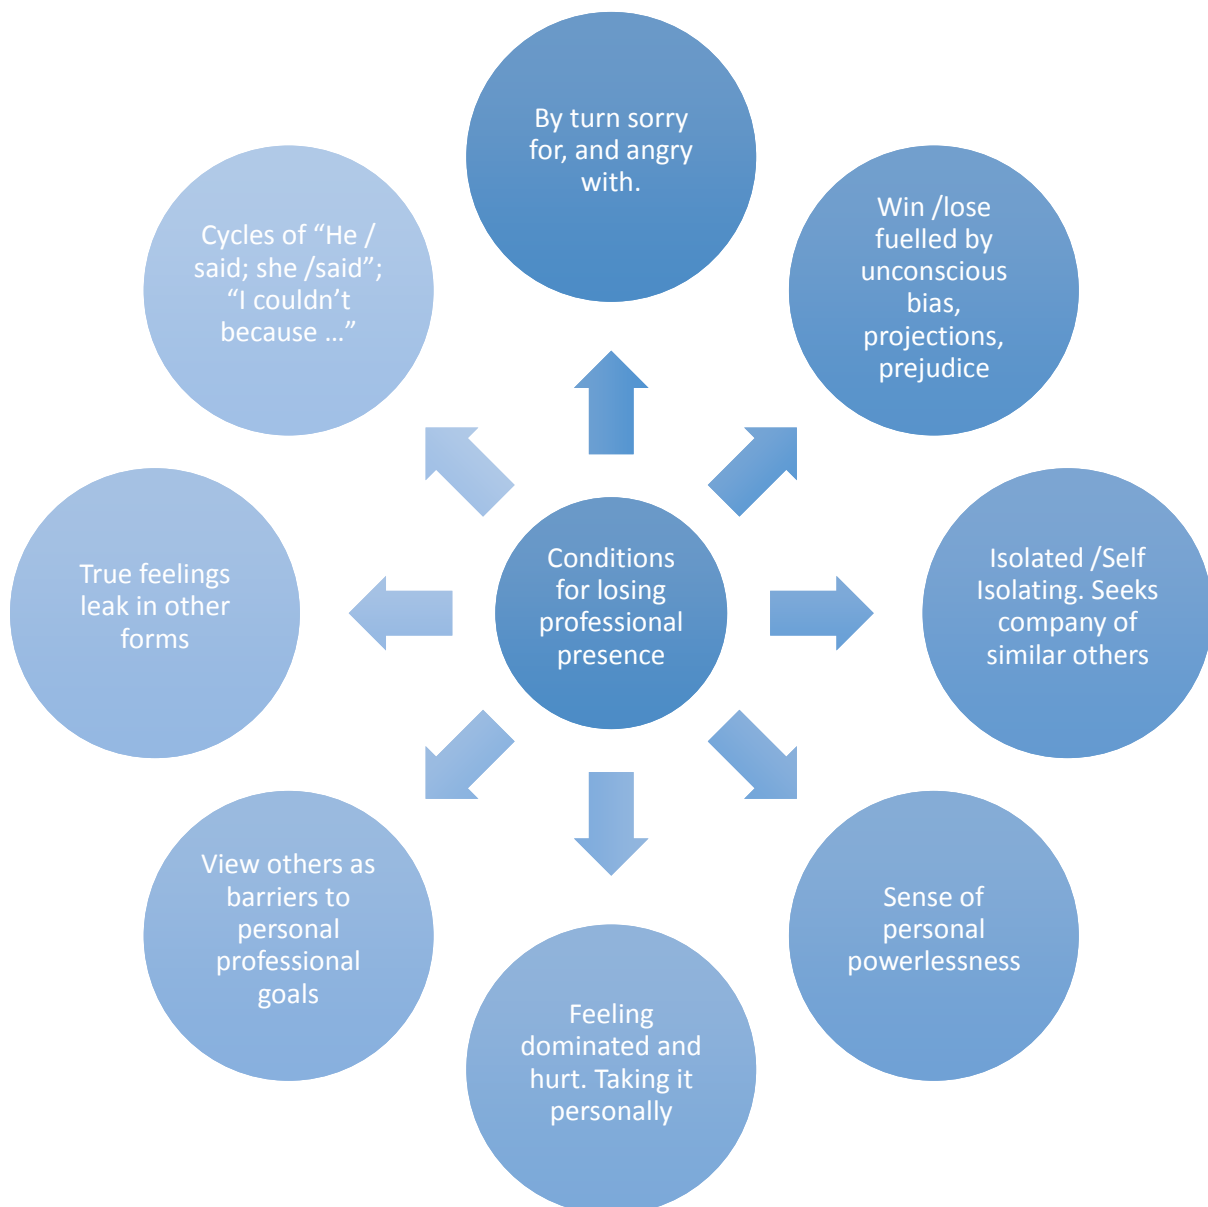 By turn sorry
for, and angry
with.
Win /lose
fuelled by
unconscious
bias,
projections,
prejudice
Isolated /Self
Isolating. Seeks
company of
similar others
Sense of
personal
powerlessness
Feeling
dominated and
hurt. Taking it
personally
View others as
barriers to
personal
professional
goals
True feelings
leak in other
forms
Cycles of “He /
said; she /said”;
“I couldn’t
because …”
Conditions
for losing
professional
presence